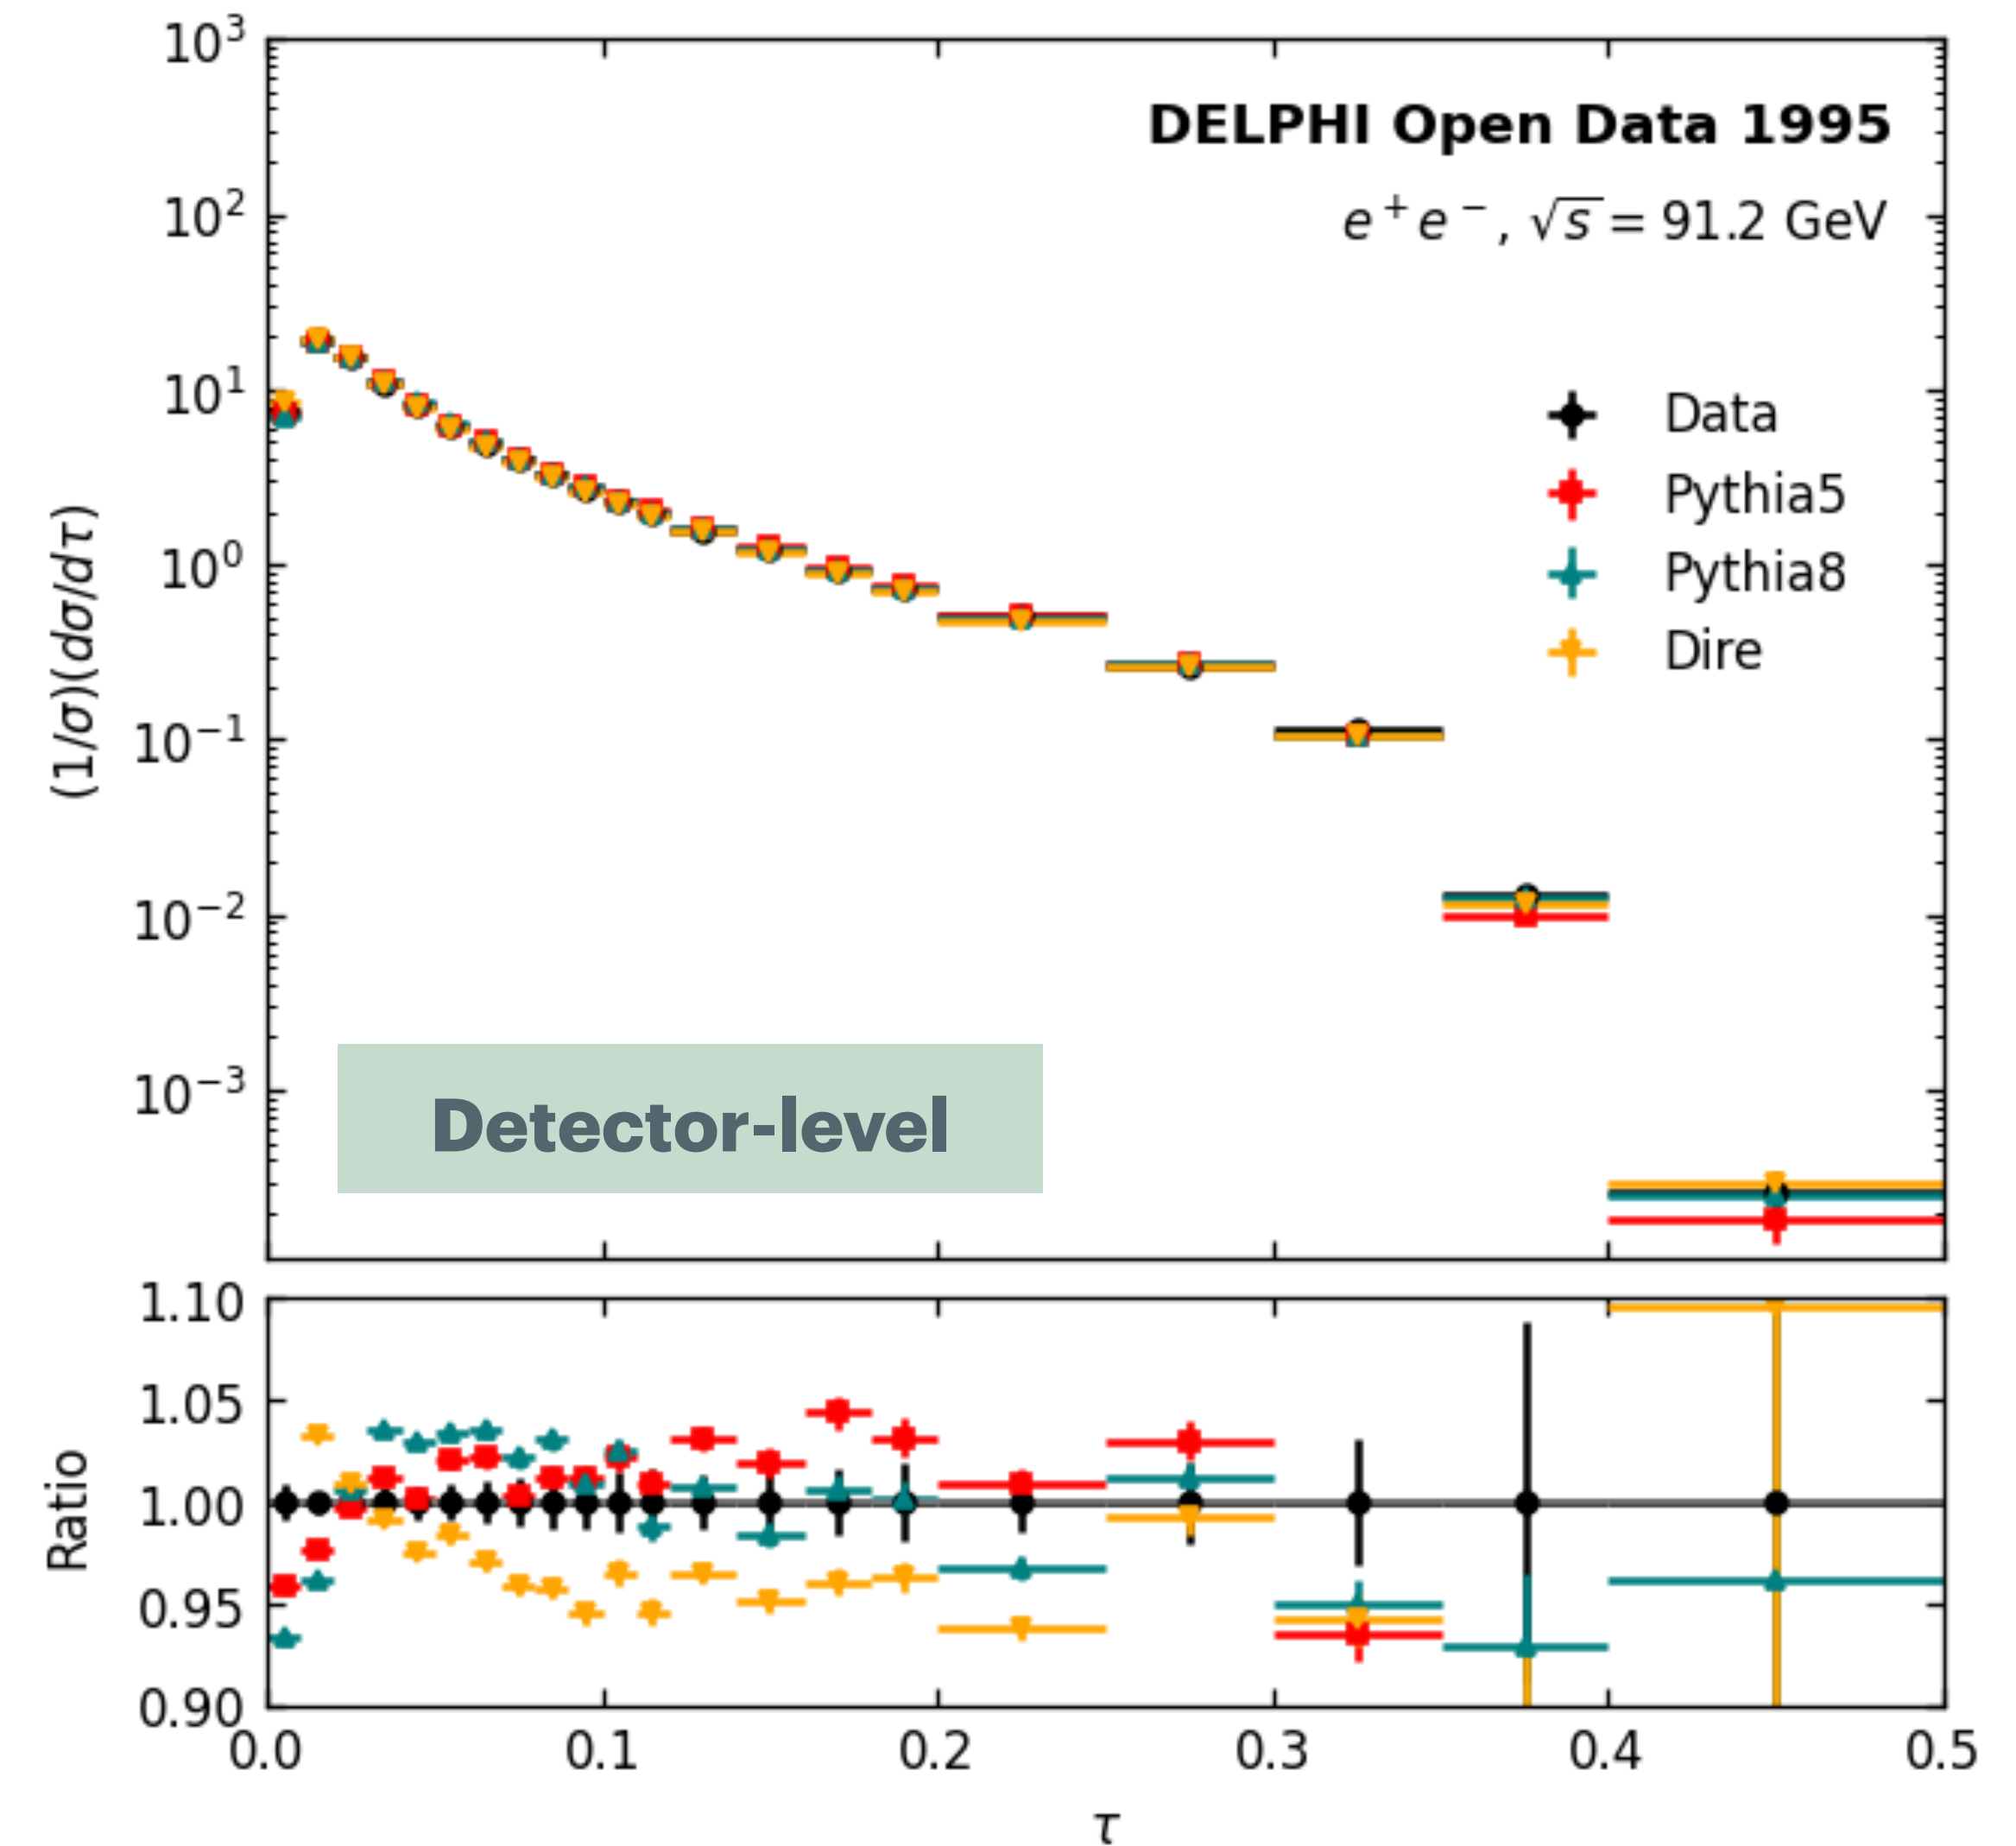 10³
10²
10¹
10⁰
10⁻¹
10⁻²
10⁻³
(1/σ)(dσ/dτ)
DELPHI Open Data 1995
e⁺e⁻, √s = 91.2 GeV
Data
Pythia5
Pythia8
Dire
Detector-level
1.10
1.05
1.00
0.95
0.90
Ratio
0.0 0.1 0.2 0.3 0.4 0.5
τ